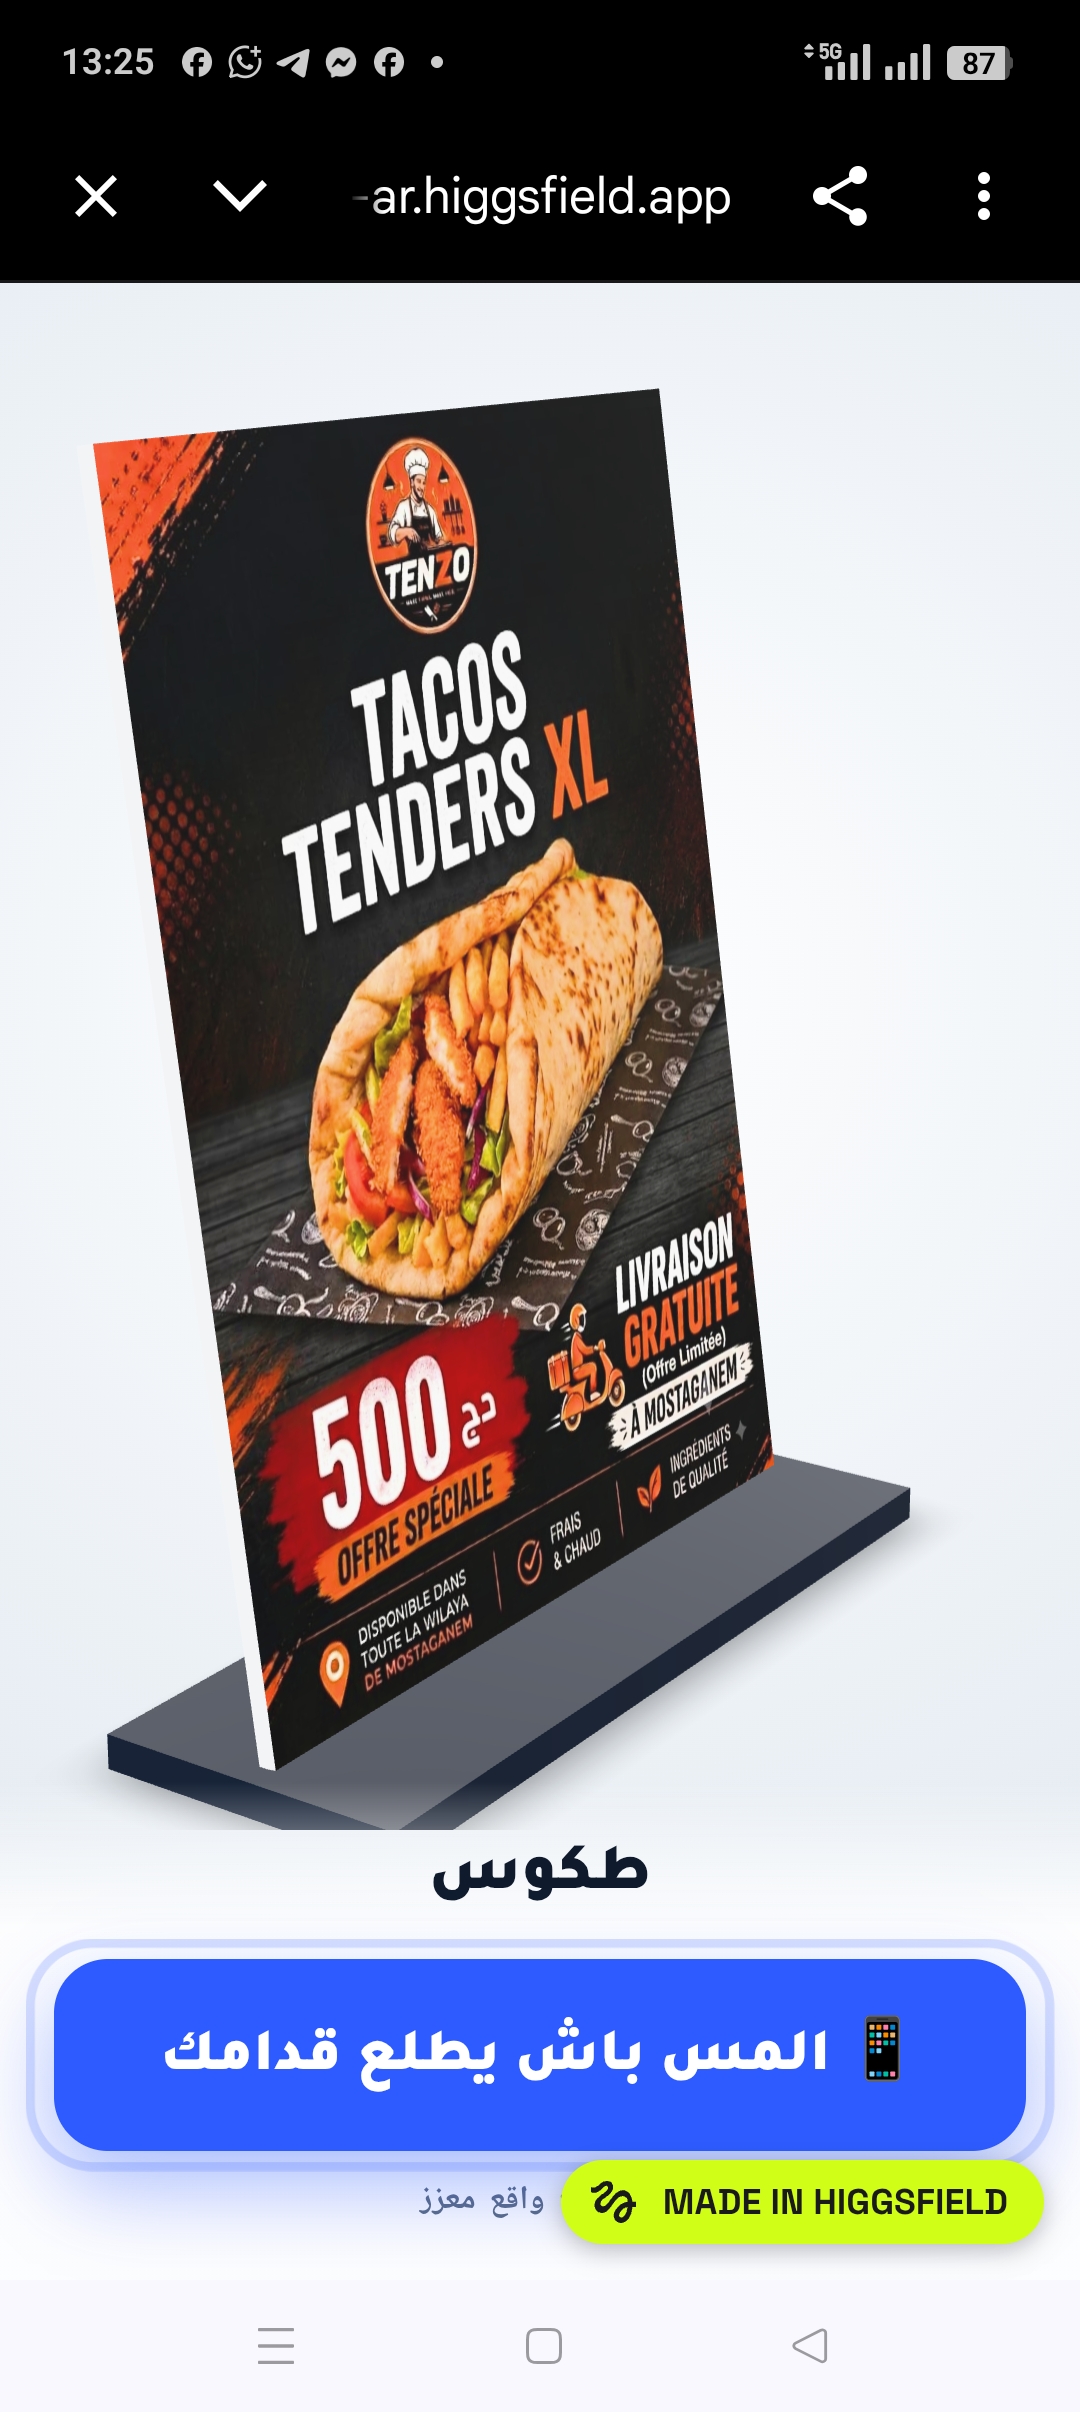 13:25
5G
87
-ar.higgsfield.app
TENZO
TACOS
TENDERS XL
LIVRAISON
GRATUITE
(Offre Limitée)
À MOSTAGANEM
500 دج
OFFRE SPÉCIALE
DISPONIBLE DANS
TOUTE LA WILAYA
DE MOSTAGANEM
FRAIS
& CHAUD
INGRÉDIENTS
DE QUALITÉ
طكوس
المس باش يطلع قدامك
واقع معزز
MADE IN HIGGSFIELD